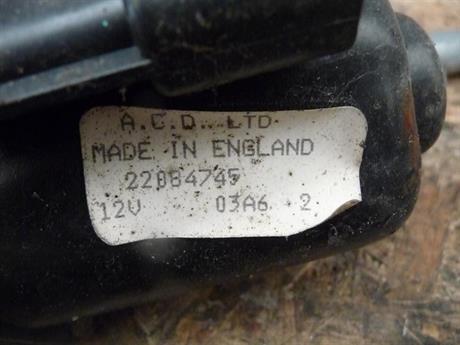 A.C.D. LTD.
MADE IN ENGLAND
22084745
12V 03A6 2